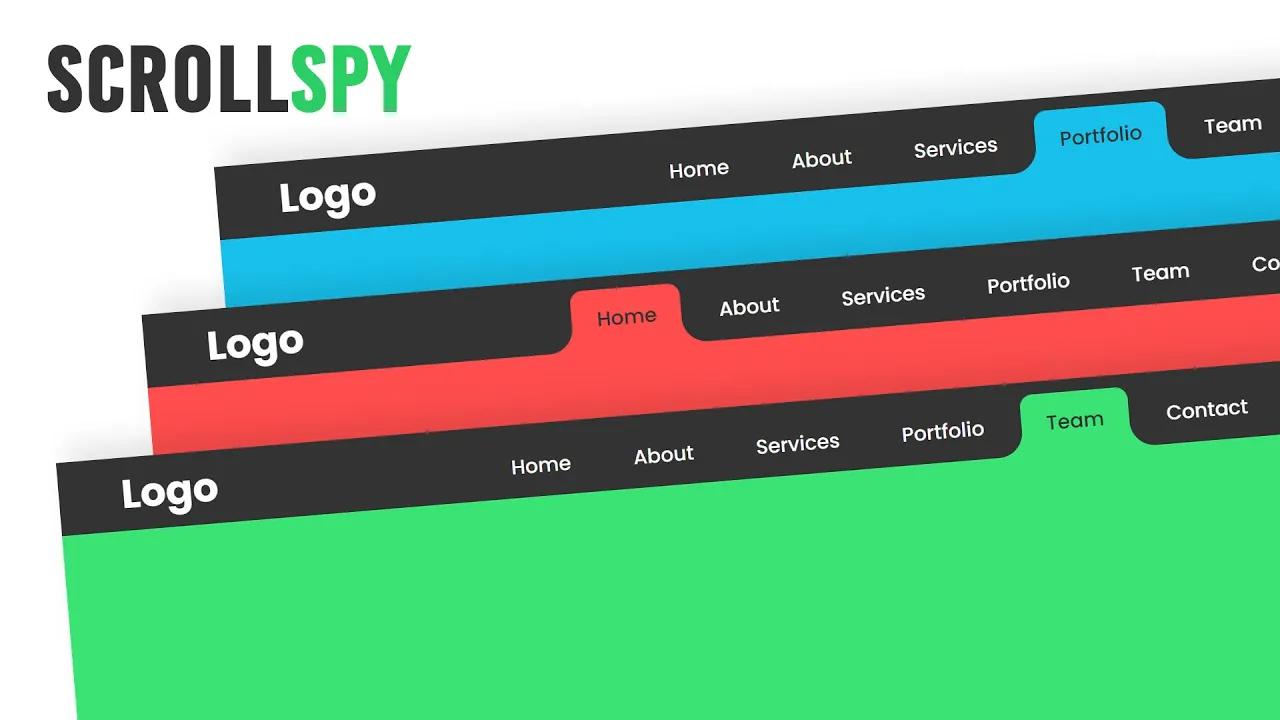 SCROLLSPY
Logo Home About Services Portfolio Team
Logo Home About Services Portfolio Team Co
Logo Home About Services Portfolio Team Contact